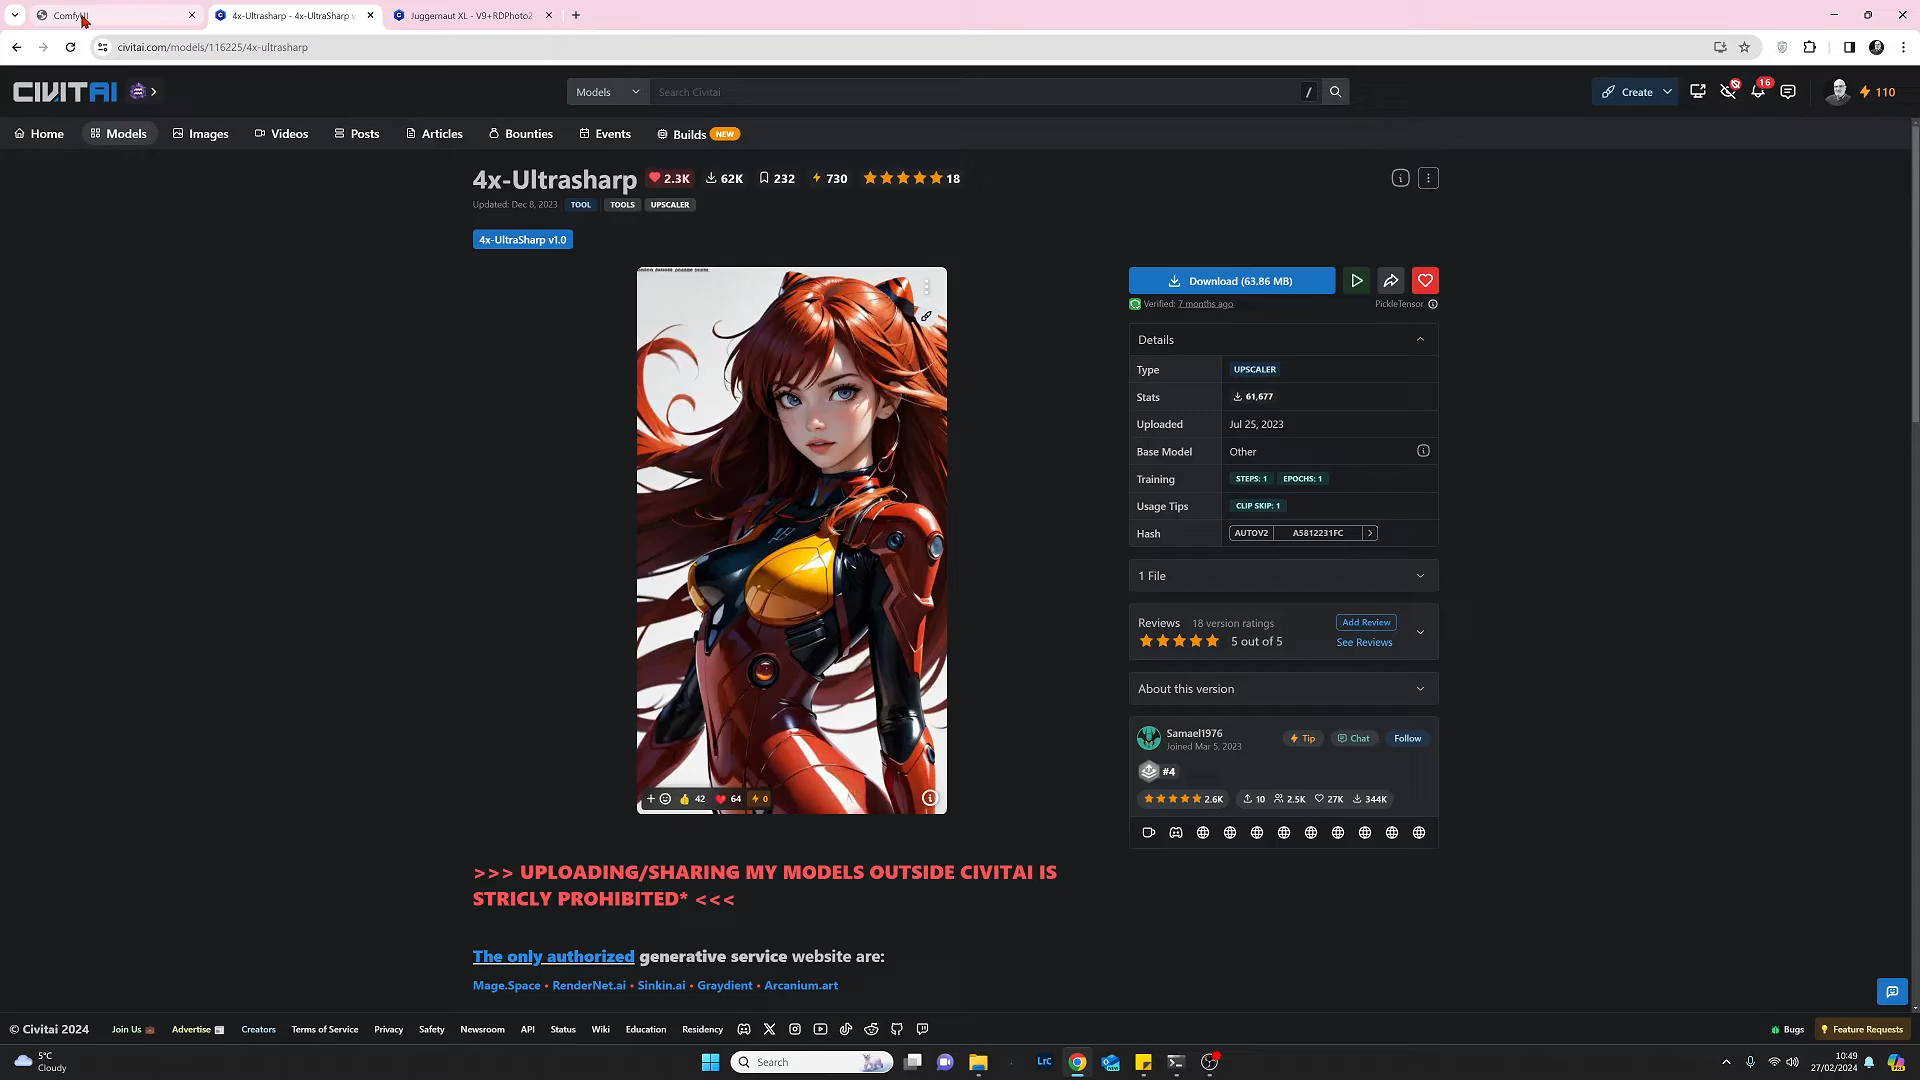 4x-Ultrasharp - 4x-UltraSharp v
Juggernaut XL - V9+RDPhoto2
civitai.com/models/116225/4x-ultrasharp
CIVITAI
Models
Search Civitai
/
Create
16
110
Home
Models
Images
Videos
Posts
Articles
Bounties
Events
Builds NEW
4x-Ultrasharp 2.3K 62K 232 730 18
Updated: Dec 8, 2023 TOOL TOOLS UPSCALER
4x-UltraSharp v1.0
Download (63.86 MB)
Verified: 7 months ago PickleTensor
Details
Type UPSCALER
Stats 61,677
Uploaded Jul 25, 2023
Base Model Other
Training STEPS: 1 EPOCHS: 1
Usage Tips CLIP SKIP: 1
Hash AUTOV2 A5812231FC
1 File
Reviews 18 version ratings Add Review
5 out of 5 See Reviews
About this version
Samael1976
Joined Mar 5, 2023
Tip Chat Follow
#4
2.6K 10 2.5K 27K 344K
42 64 0
>>> UPLOADING/SHARING MY MODELS OUTSIDE CIVITAI IS
STRICLY PROHIBITED* <<<
The only authorized generative service website are:
Mage.Space • RenderNet.ai • Sinkin.ai • Graydient • Arcanium.art
© Civitai 2024 Join Us Advertise Creators Terms of Service Privacy Safety Newsroom API Status Wiki Education Residency Bugs Feature Requests
5°C
Cloudy
Search
LrC
10:49
27/02/2024